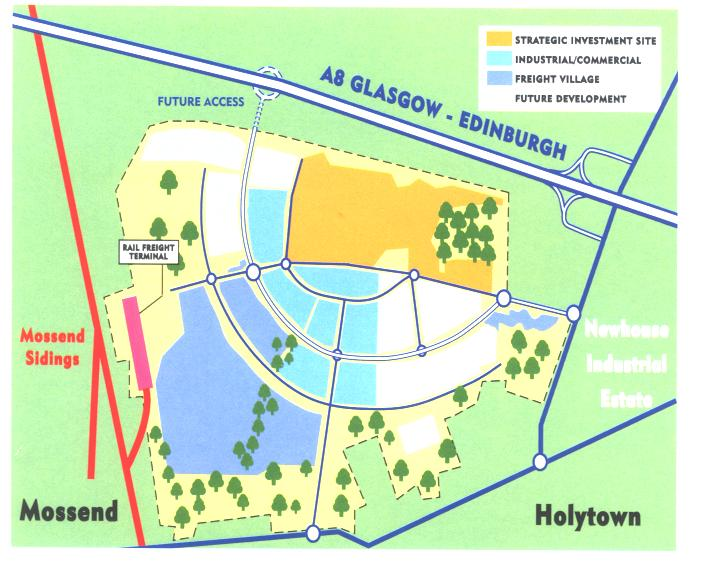 STRATEGIC INVESTMENT SITE
INDUSTRIAL/COMMERCIAL
FREIGHT VILLAGE
FUTURE DEVELOPMENT
A8 GLASGOW - EDINBURGH
FUTURE ACCESS
RAIL FREIGHT
TERMINAL
Mossend
Sidings
Newhouse
Industrial
Estate
Mossend
Holytown